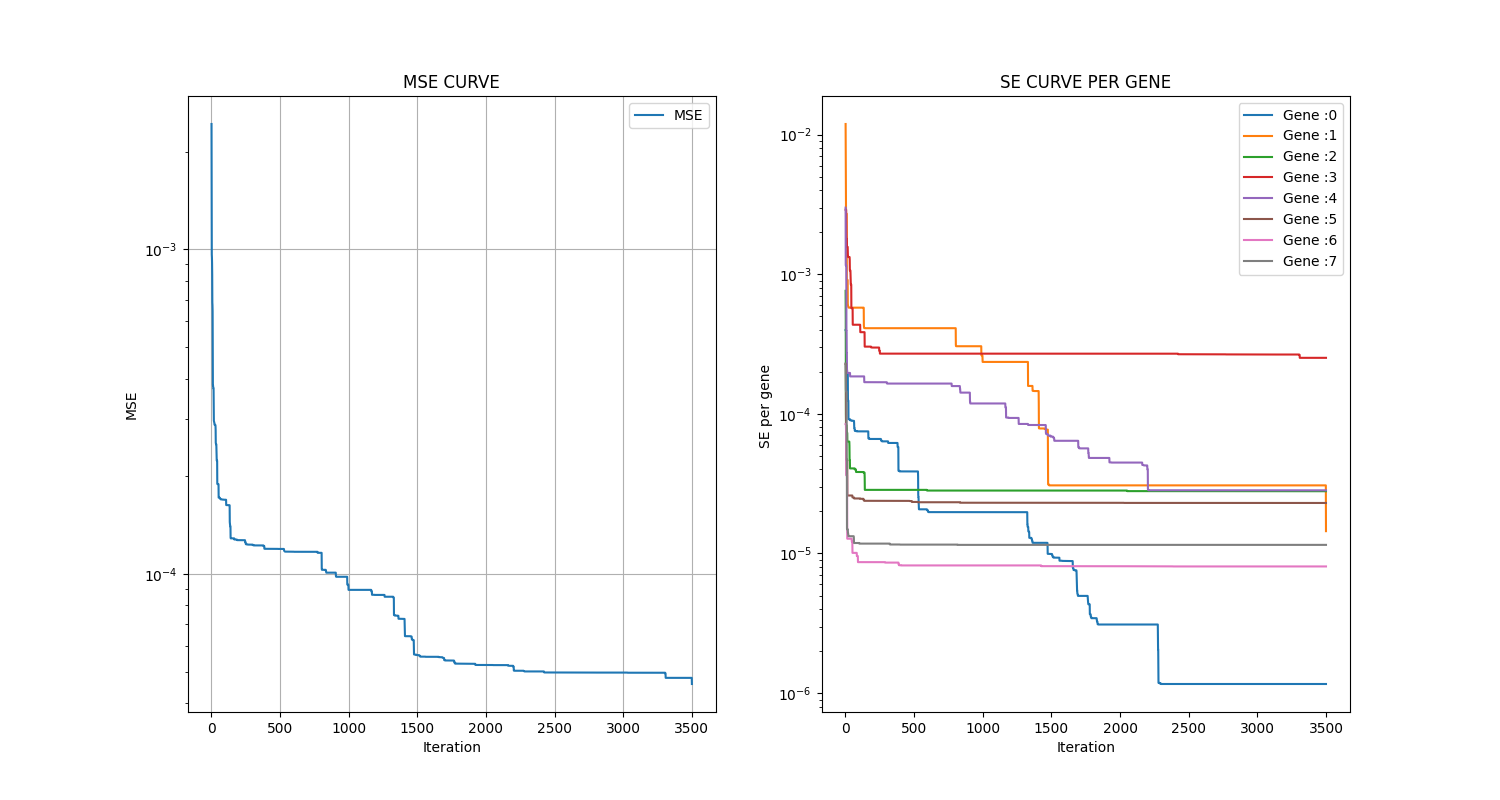 MSE CURVE
MSE
10⁻³
10⁻⁴
MSE
0 500 1000 1500 2000 2500 3000 3500
Iteration
SE CURVE PER GENE
Gene :0
Gene :1
Gene :2
Gene :3
Gene :4
Gene :5
Gene :6
Gene :7
10⁻²
10⁻³
10⁻⁴
10⁻⁵
10⁻⁶
SE per gene
0 500 1000 1500 2000 2500 3000 3500
Iteration